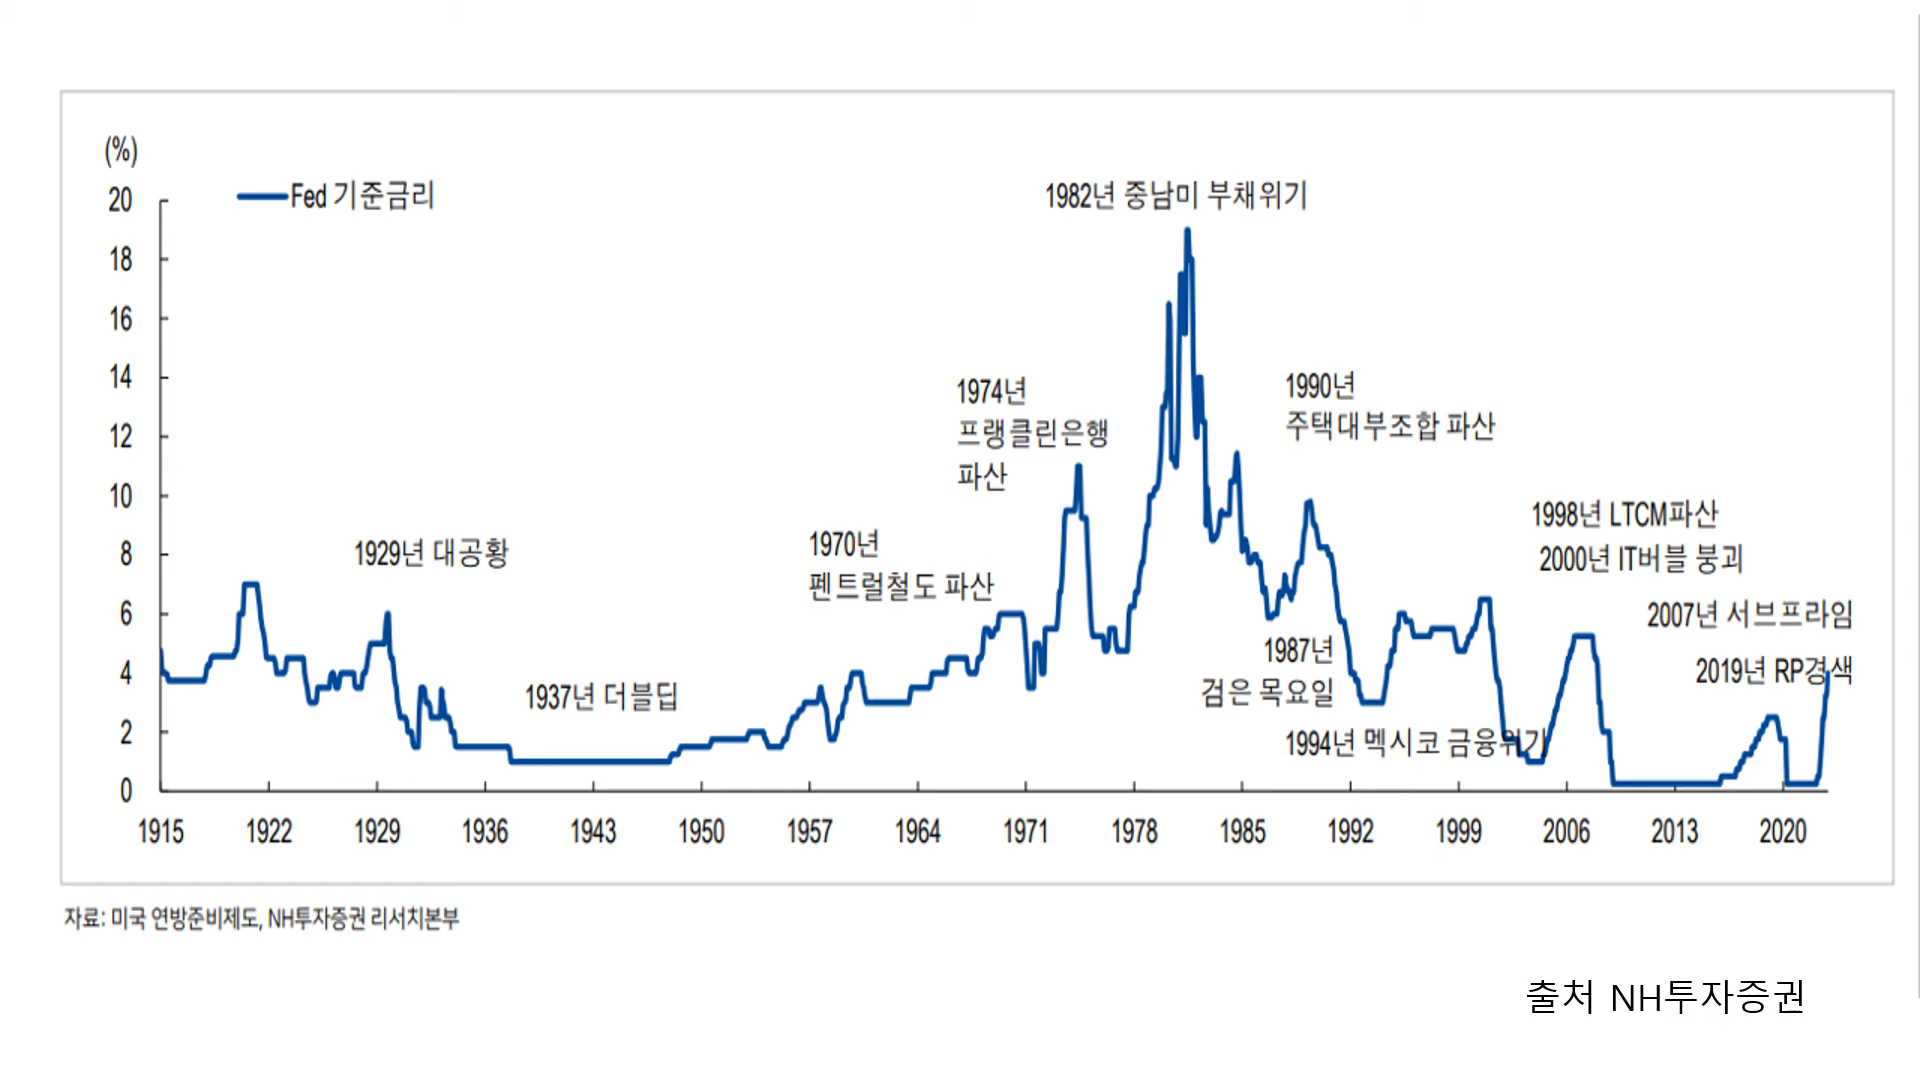 (%)
20
18
16
14
12
10
8
6
4
2
0
Fed 기준금리
1929년 대공황
1937년 더블딥
1970년
펜트럴철도 파산
1974년
프랭클린은행
파산
1982년 중남미 부채위기
1987년
검은 목요일
1990년
주택대부조합 파산
1994년 멕시코 금융위기
1998년 LTCM파산
2000년 IT버블 붕괴
2007년 서브프라임
2019년 RP경색
1915 1922 1929 1936 1943 1950 1957 1964 1971 1978 1985 1992 1999 2006 2013 2020
자료: 미국 연방준비제도, NH투자증권 리서치본부
출처 NH투자증권